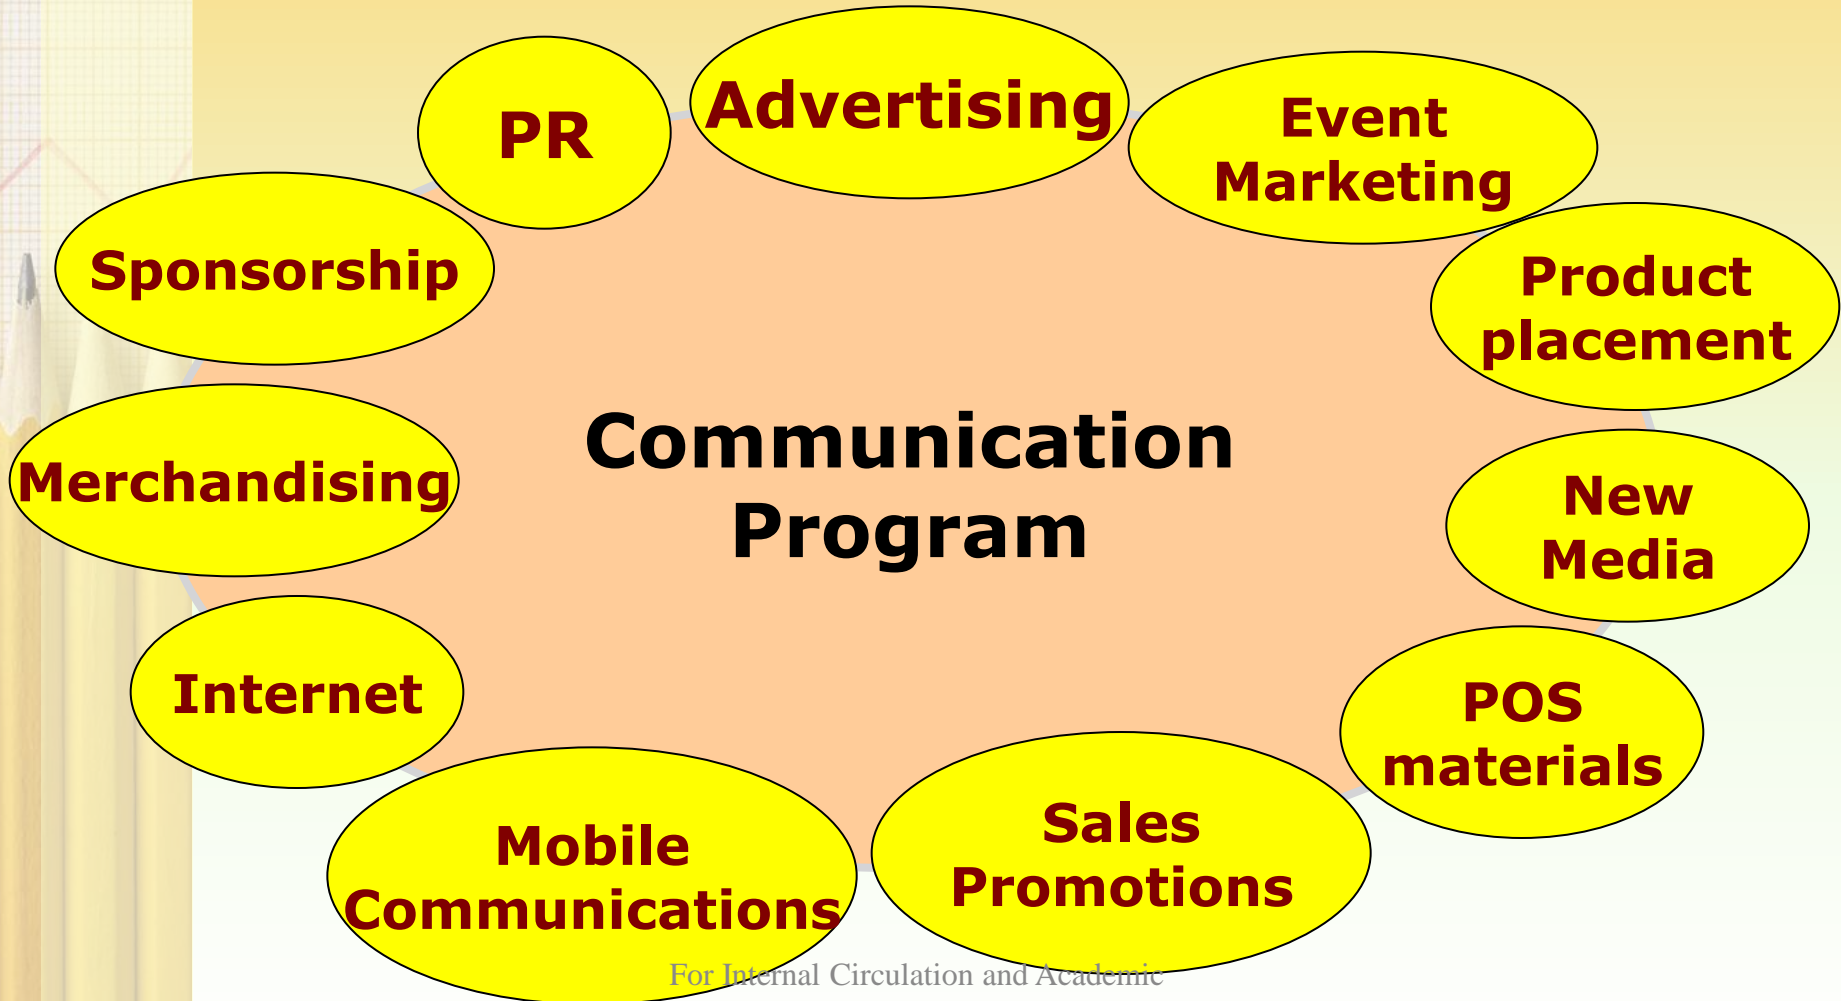 Advertising
PR
Event
Marketing
Sponsorship
Product
placement
Communication
Program
Merchandising
New
Media
Internet
POS
materials
Mobile
Communications
Sales
Promotions
For Internal Circulation and Academic